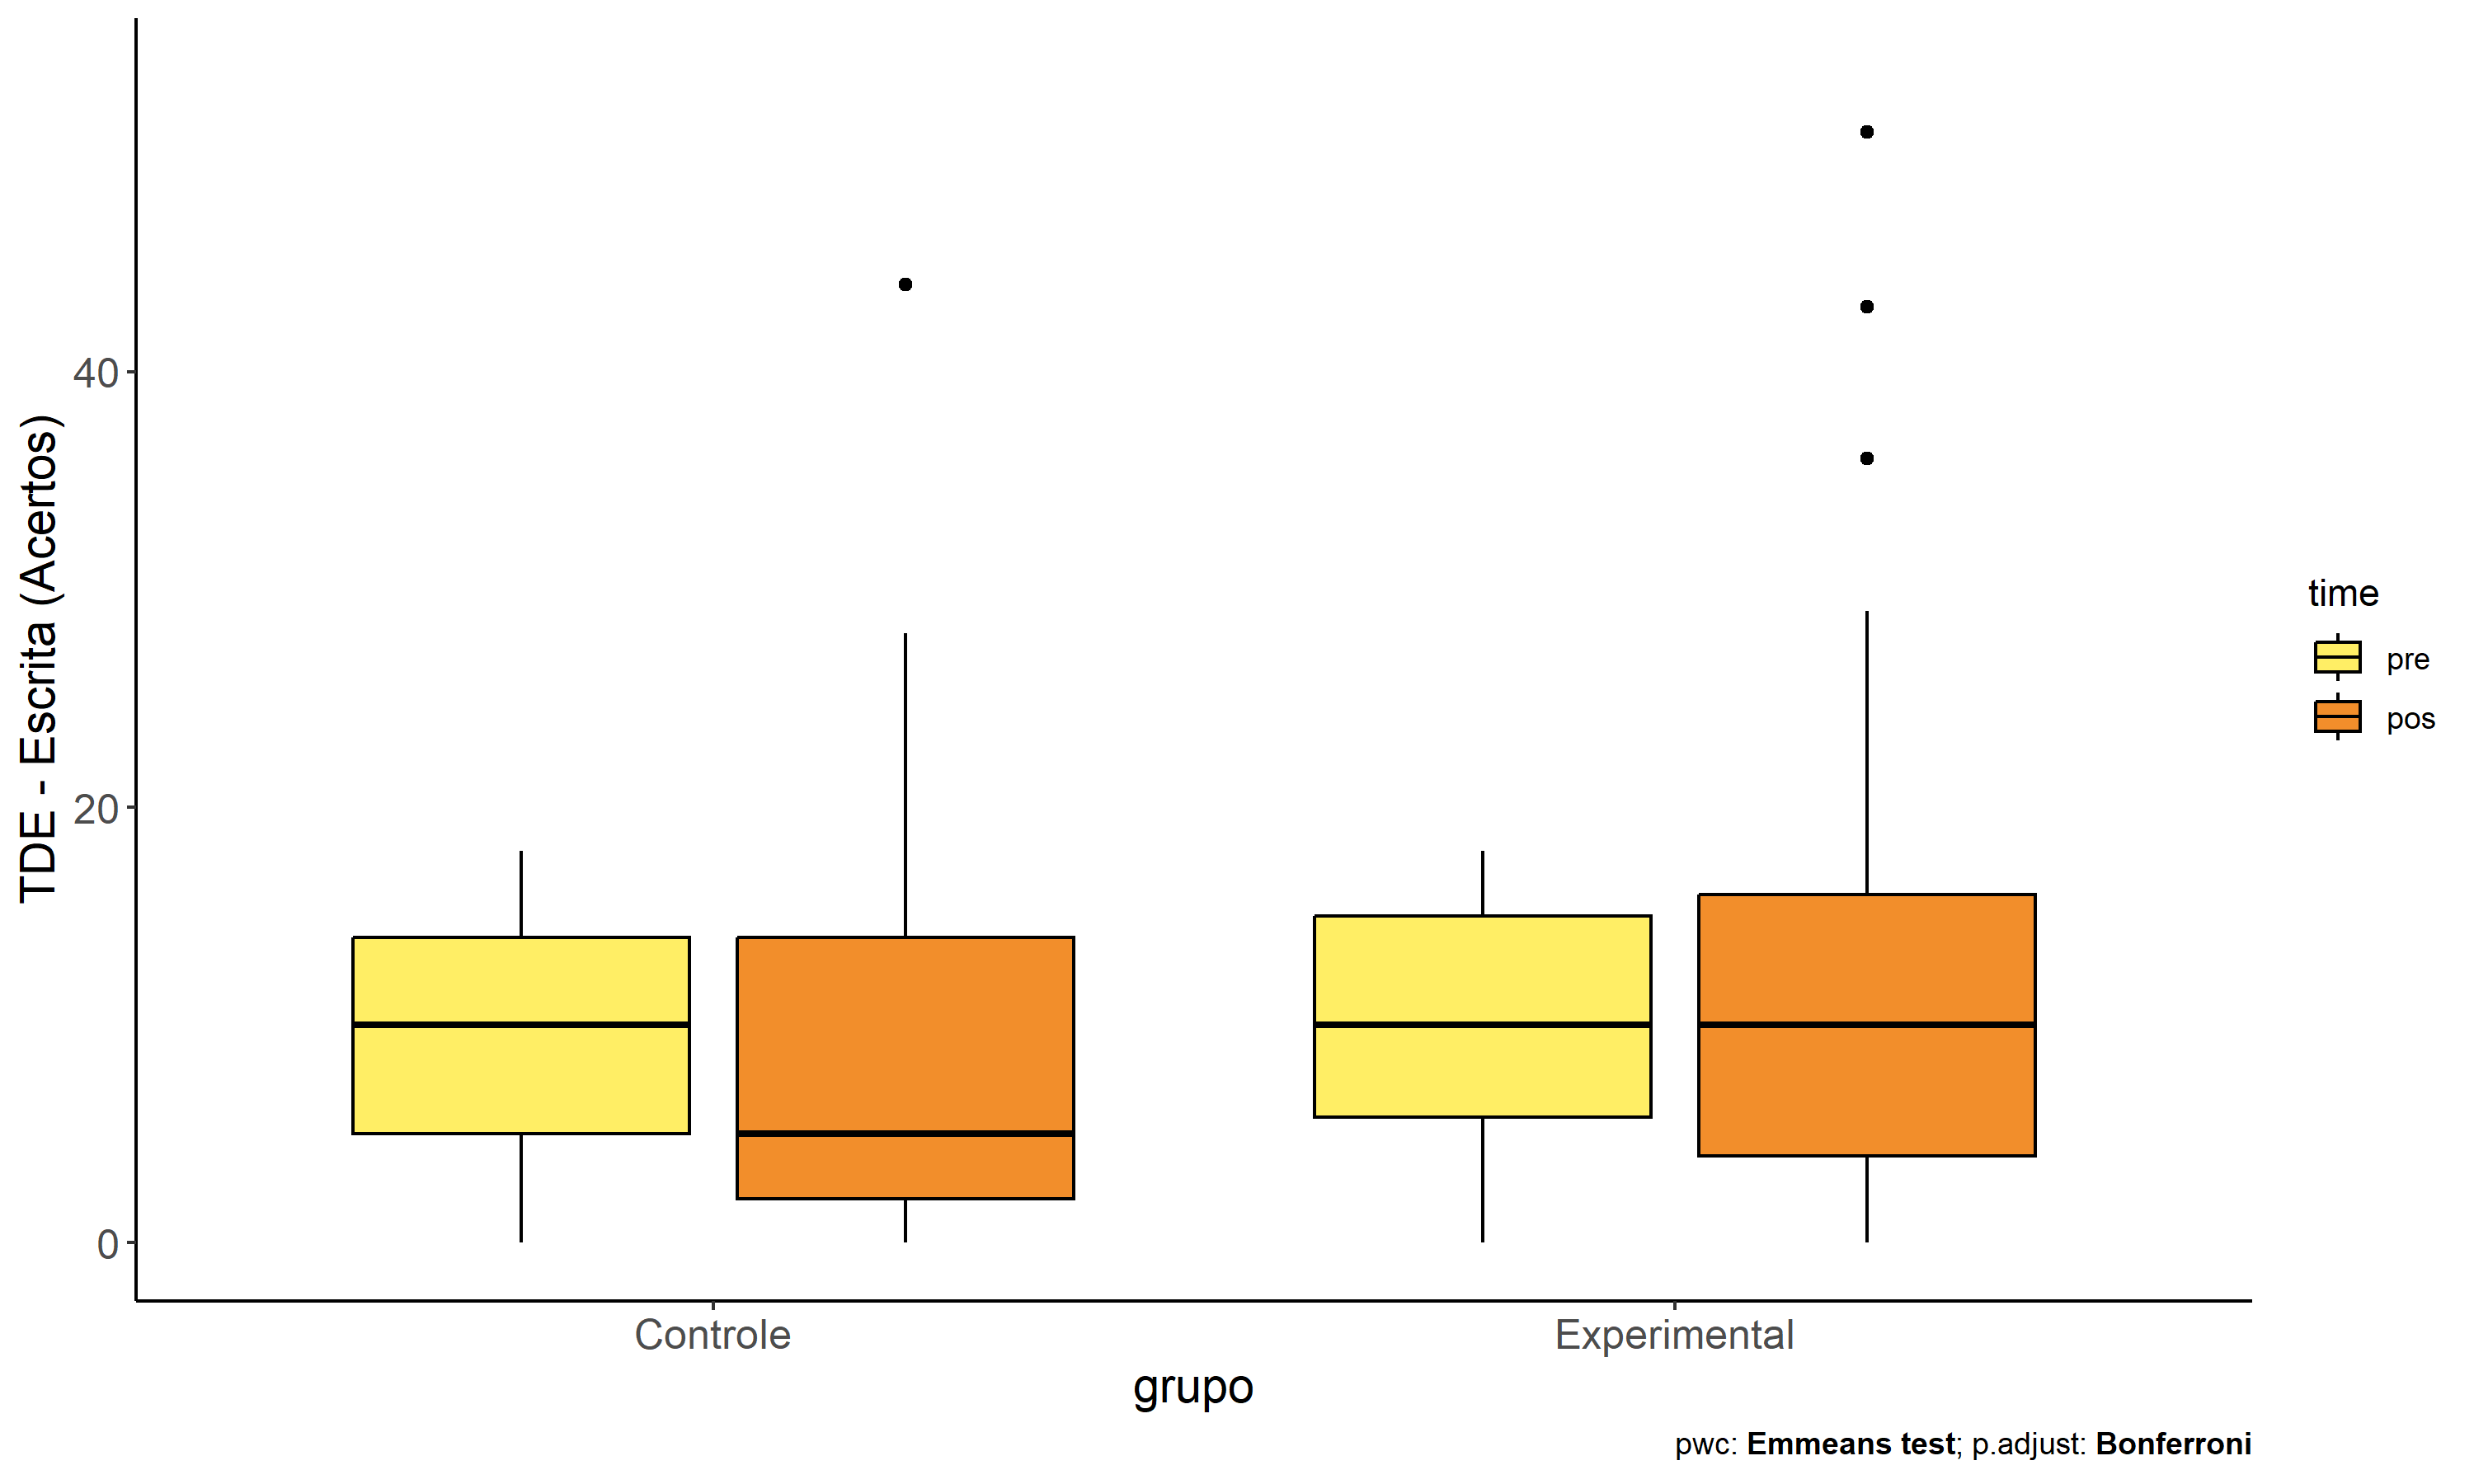 TDE - Escrita (Acertos)
40
20
0
Controle
Experimental
grupo
time
pre
pos
pwc: Emmeans test; p.adjust: Bonferroni